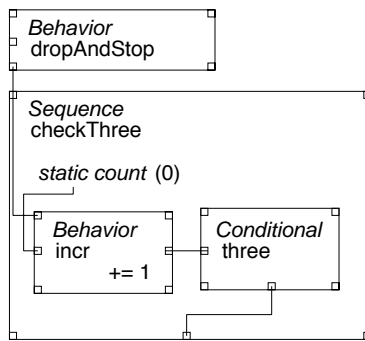 Behavior
dropAndStop
Sequence
checkThree
static count (0)
Behavior
incr
+= 1
Conditional
three